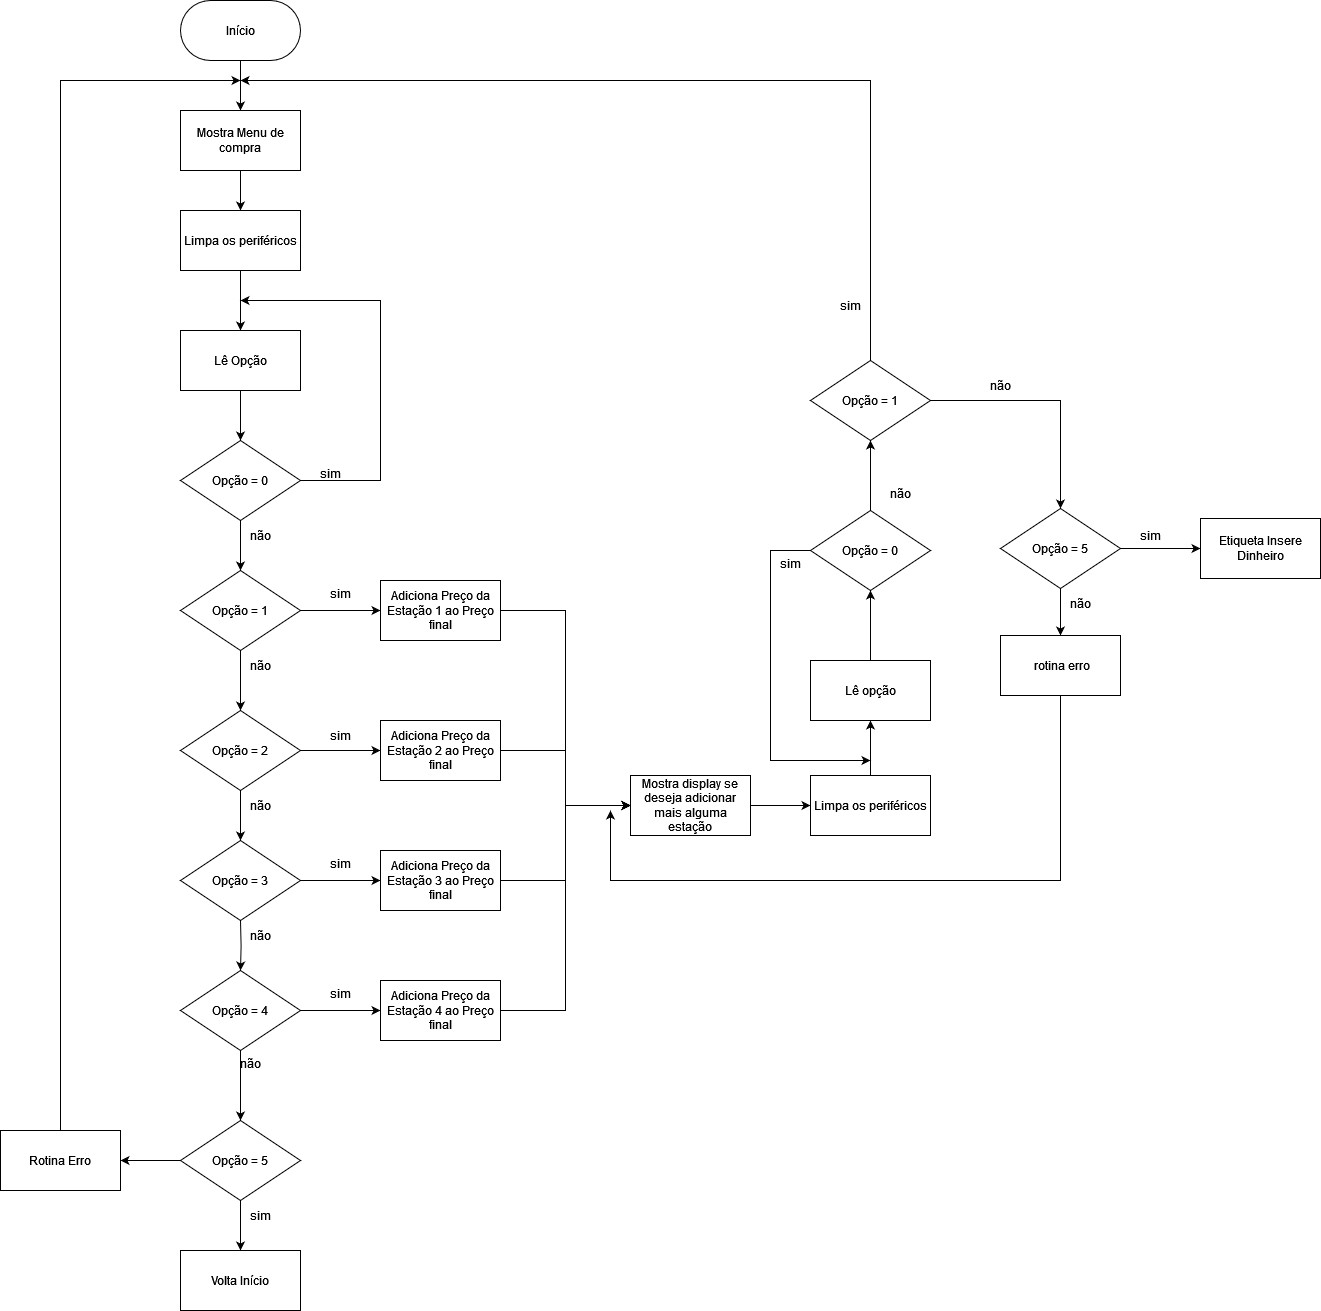 Início
Mostra Menu de
compra
Limpa os periféricos
Lê Opção
Opção = 0
sim
não
Opção = 1
sim
Adiciona Preço da
Estação 1 ao Preço
final
não
Opção = 2
sim
Adiciona Preço da
Estação 2 ao Preço
final
não
Opção = 3
sim
Adiciona Preço da
Estação 3 ao Preço
final
não
Opção = 4
sim
Adiciona Preço da
Estação 4 ao Preço
final
não
Opção = 5
Rotina Erro
sim
Volta Início
Mostra display se
deseja adicionar
mais alguma
estação
Limpa os periféricos
Lê opção
Opção = 0
sim
não
Opção = 1
sim
não
Opção = 5
sim
Etiqueta Insere
Dinheiro
não
rotina erro